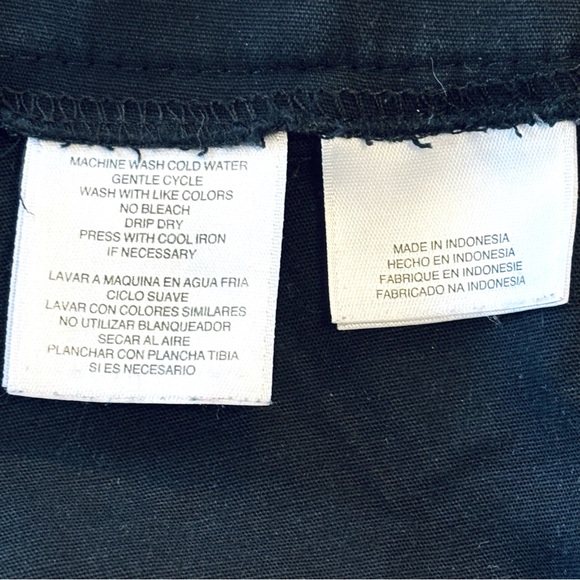 MACHINE WASH COLD WATER
GENTLE CYCLE
WASH WITH LIKE COLORS
NO BLEACH
DRIP DRY
PRESS WITH COOL IRON
IF NECESSARY
LAVAR A MAQUINA EN AGUA FRIA
CICLO SUAVE
LAVAR CON COLORES SIMILARES
NO UTILIZAR BLANQUEADOR
SECAR AL AIRE
PLANCHAR CON PLANCHA TIBIA
SI ES NECESARIO
MADE IN INDONESIA
HECHO EN INDONESIA
FABRIQUE EN INDONESIE
FABRICADO NA INDONESIA